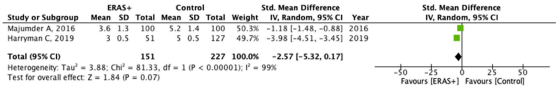 ERAS+ Control Std. Mean Difference Std. Mean Difference
Study or Subgroup Mean SD Total Mean SD Total Weight IV, Random, 95% CI Year IV, Random, 95% CI
Majumder A, 2016 3.6 1.3 100 5.2 1.4 100 50.3% -1.18 [-1.48, -0.88] 2016
Harryman C, 2019 3 0.5 51 5 0.5 127 49.7% -3.98 [-4.51, -3.45] 2019
Total (95% CI) 151 227 100.0% -2.57 [-5.32, 0.17]
Heterogeneity: Tau² = 3.88; Chi² = 81.33, df = 1 (P < 0.00001); I² = 99%
Test for overall effect: Z = 1.84 (P = 0.07)
-50 -25 0 25 50
Favours [ERAS+] Favours [Control]